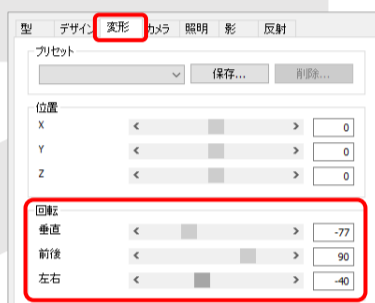 型 デザイン 変形 カメラ 照明 影 反射
プリセット
保存... 削除...
位置
X 0
Y 0
Z 0
回転
垂直 -77
前後 90
左右 -40